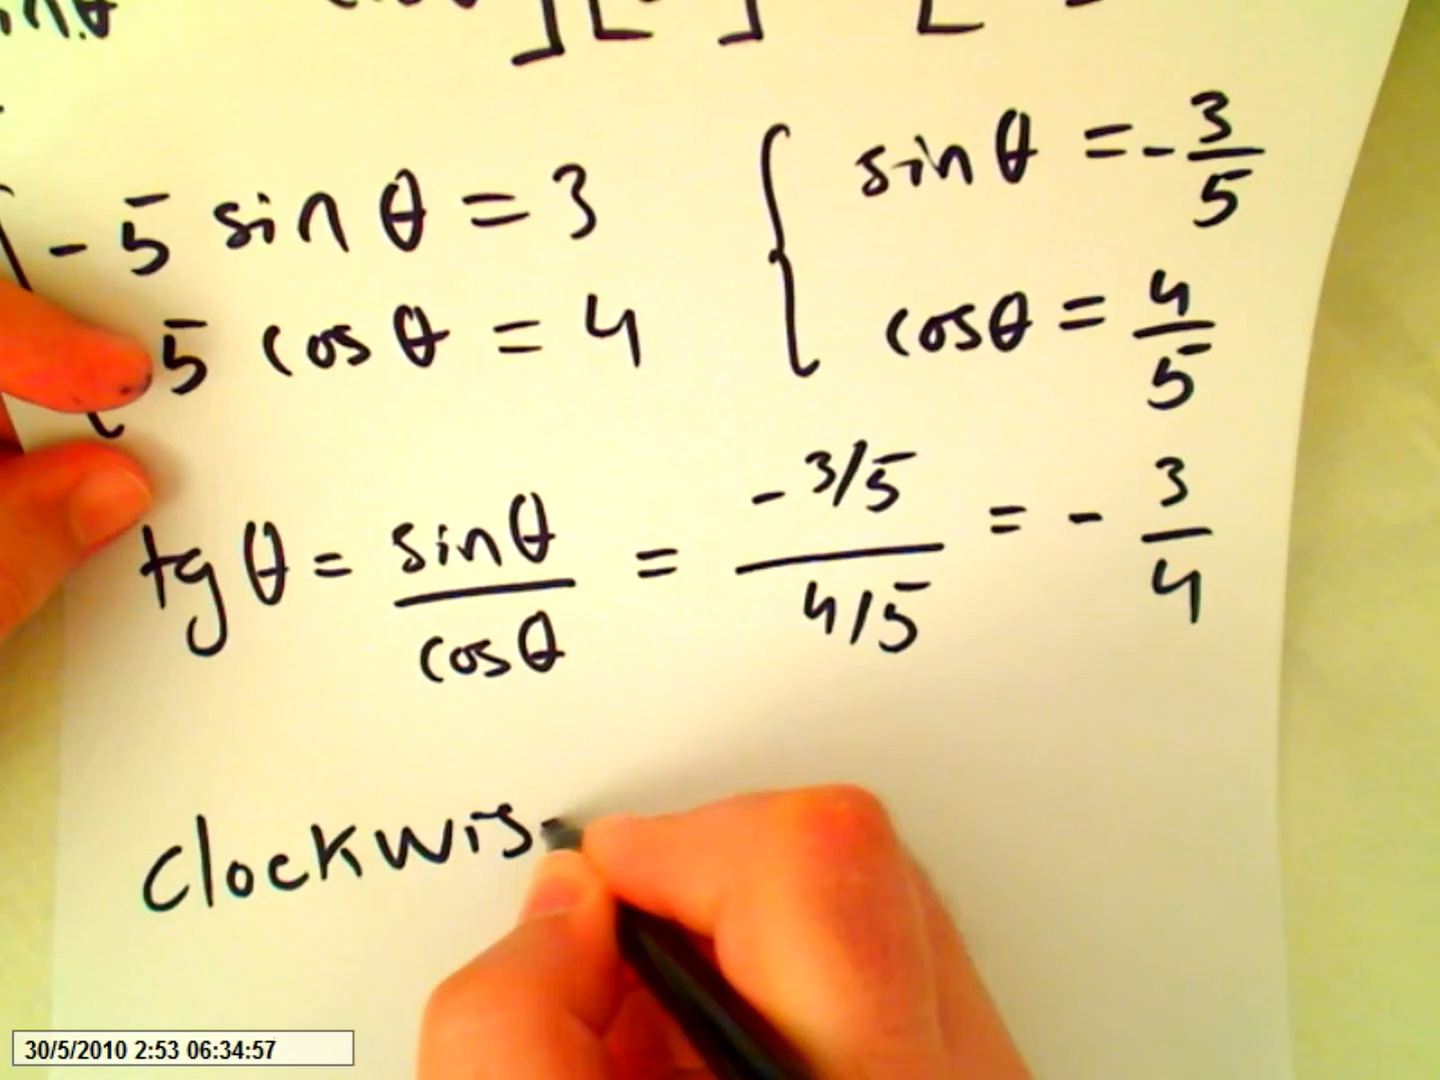 - 5 sin θ = 3
5 cos θ = 4
{ sin θ = - 3/5
cos θ = 4/5
tg θ = sin θ / cos θ = - 3/5 / 4/5 = - 3/4
Clockwis
30/5/2010 2:53 06:34:57